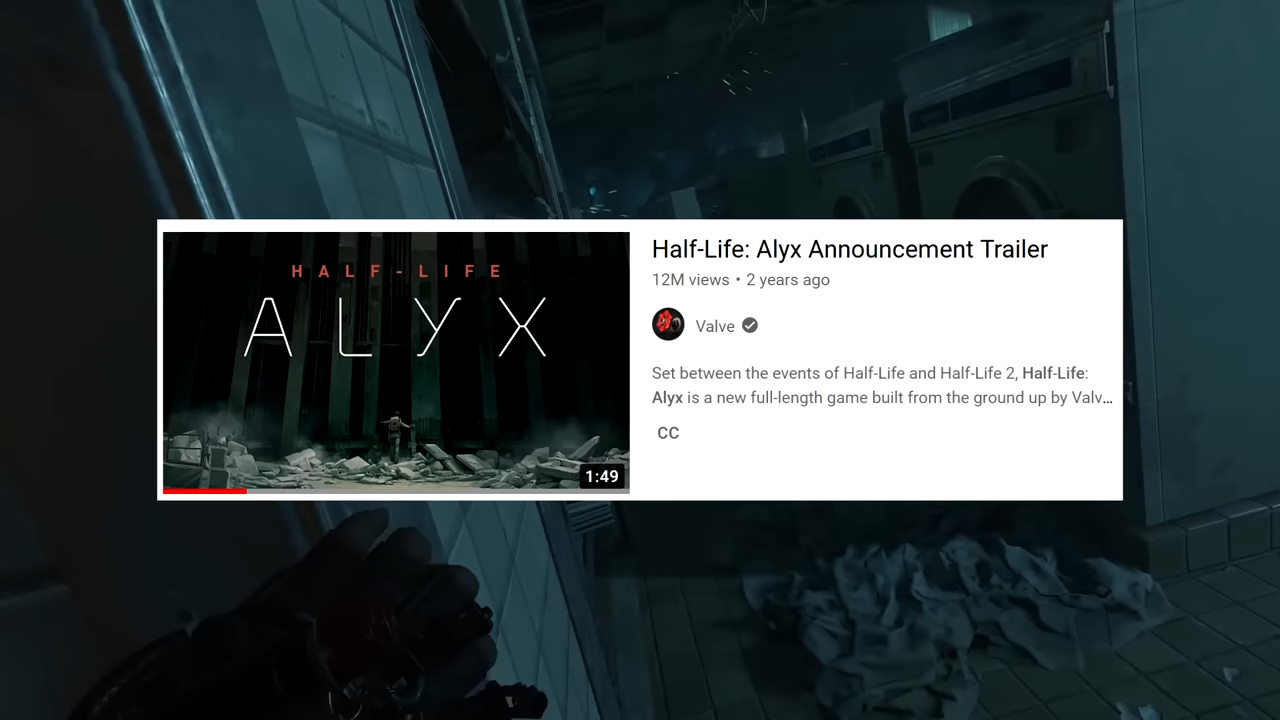 HALF-LIFE
ALYX
1:49
Half-Life: Alyx Announcement Trailer
12M views • 2 years ago
Valve
Set between the events of Half-Life and Half-Life 2, Half-Life:
Alyx is a new full-length game built from the ground up by Valv...
CC